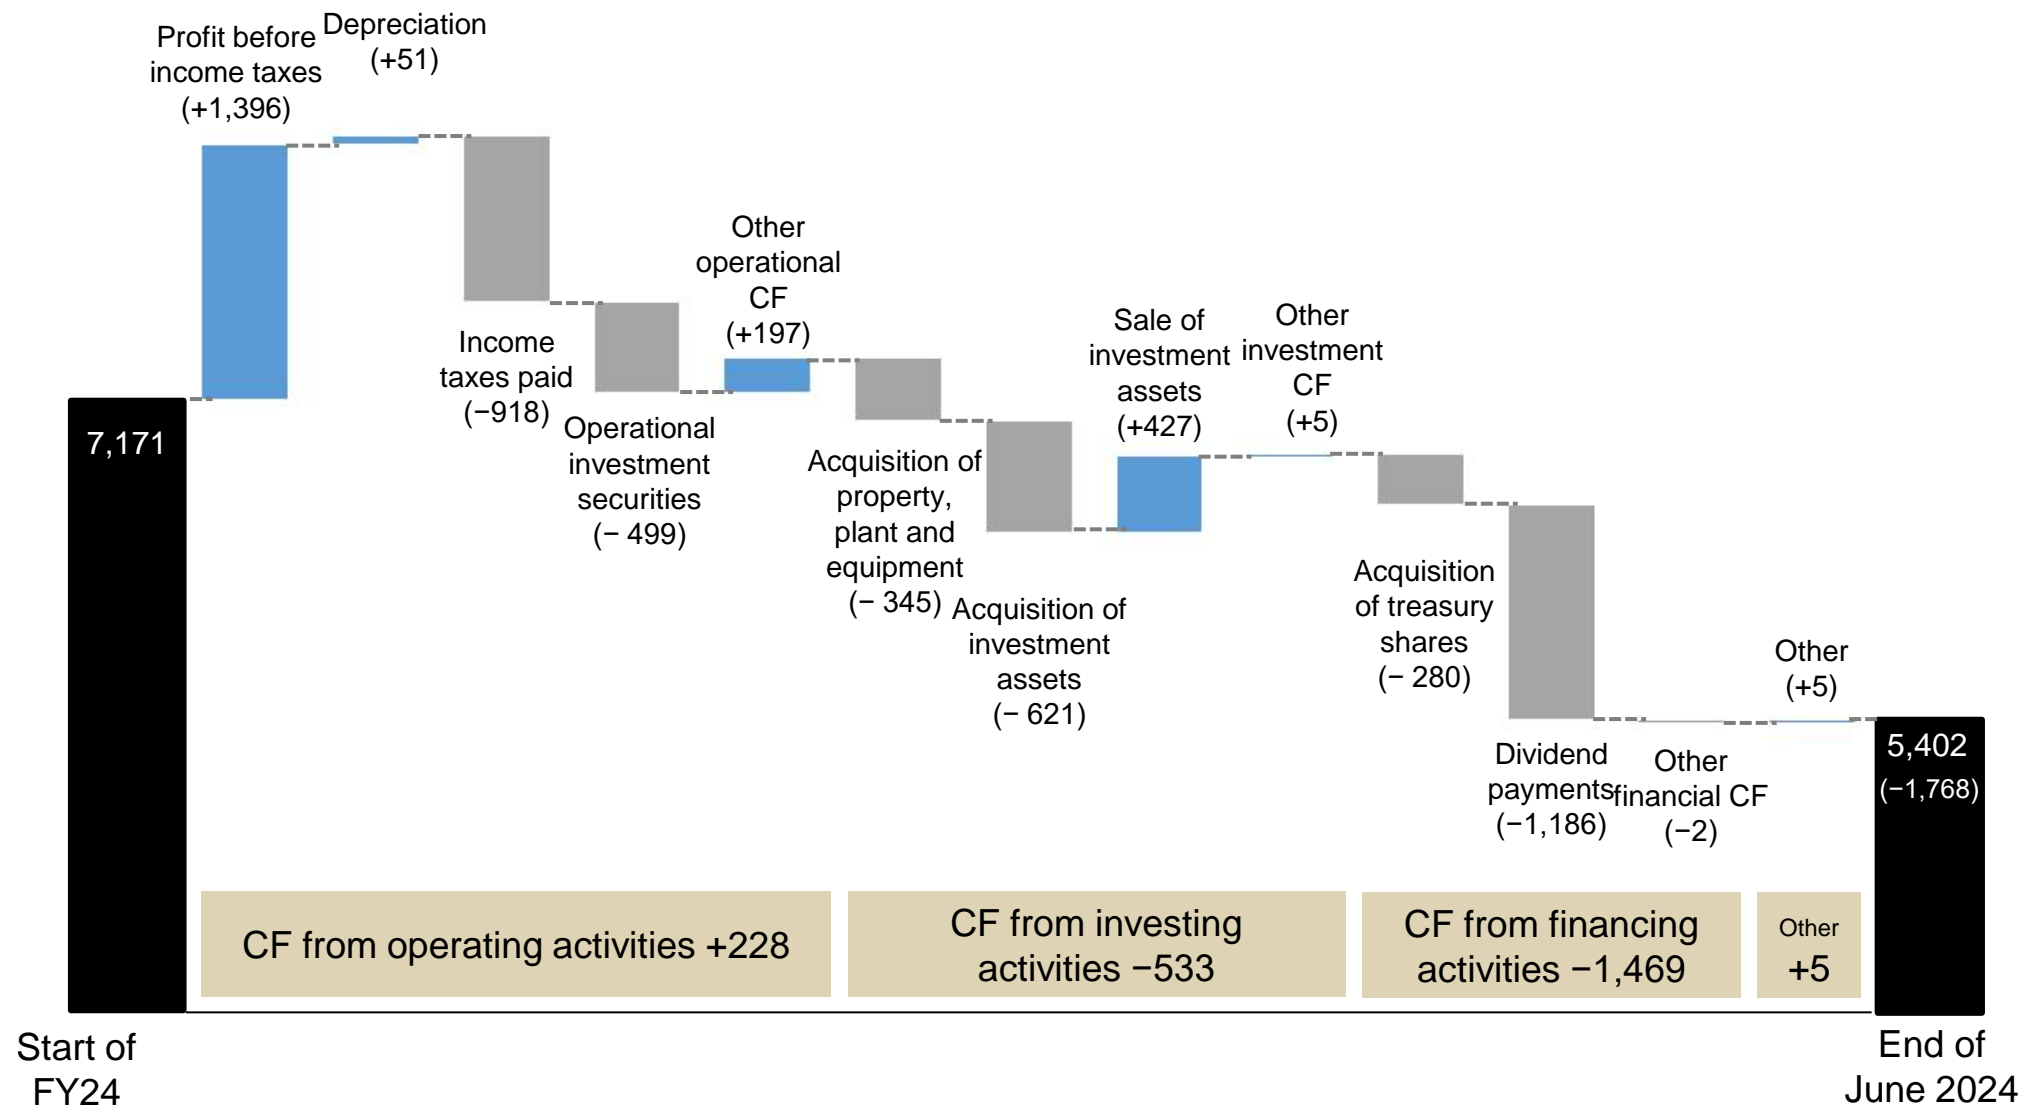 Profit before
income taxes
(+1,396)
Depreciation
(+51)
Income
taxes paid
(−918)
Operational
investment
securities
(− 499)
Other
operational
CF
(+197)
Acquisition of
property,
plant and
equipment
(− 345)
Acquisition of
investment
assets
(− 621)
Sale of
investment
assets
(+427)
Other
investment
CF
(+5)
Acquisition
of treasury
shares
(− 280)
Dividend
payments
(−1,186)
Other
financial CF
(−2)
Other
(+5)
7,171
5,402
(−1,768)
CF from operating activities +228
CF from investing
activities −533
CF from financing
activities −1,469
Other
+5
Start of
FY24
End of
June 2024